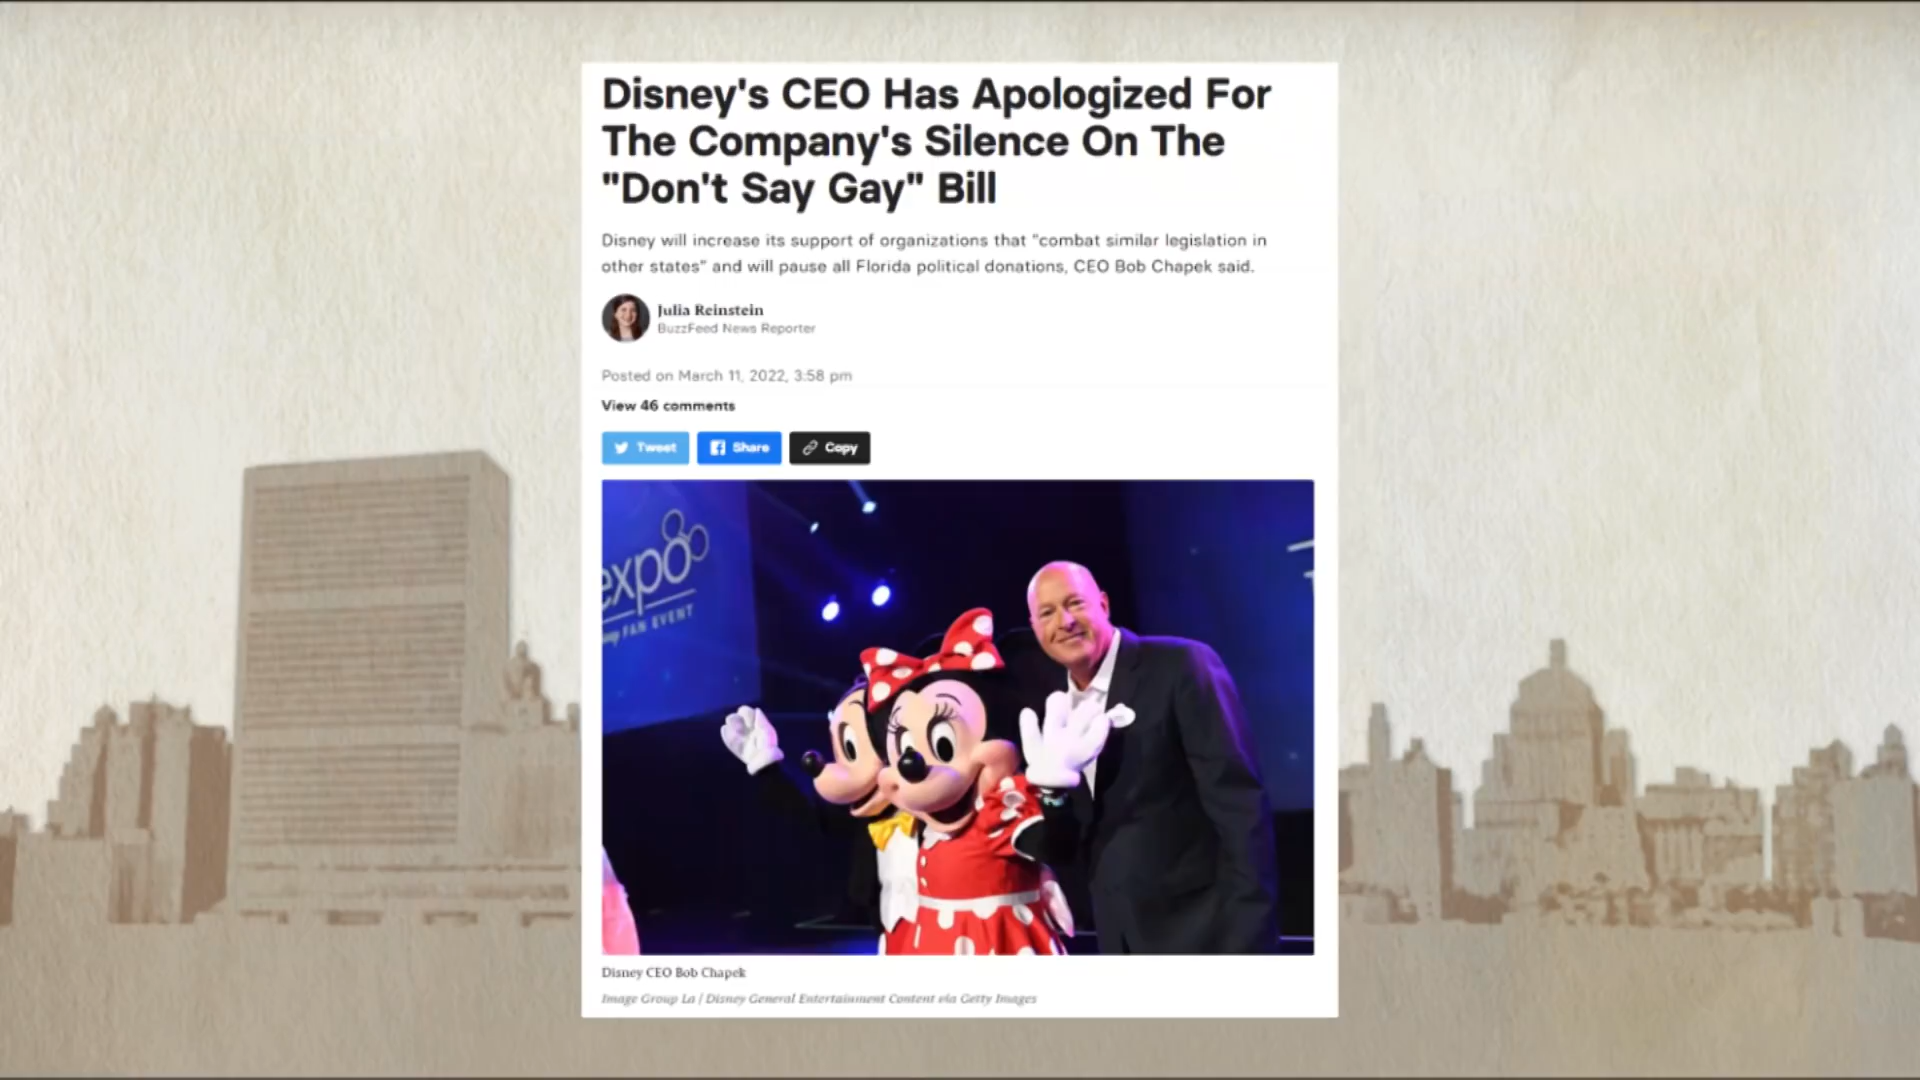 Disney's CEO Has Apologized For
The Company's Silence On The
"Don't Say Gay" Bill
Disney will increase its support of organizations that "combat similar legislation in
other states" and will pause all Florida political donations, CEO Bob Chapek said.
Julia Reinstein
BuzzFeed News Reporter
Posted on March 11, 2022, 3:58 pm
View 46 comments
Tweet Share Copy
expo
FAN EVENT
Disney CEO Bob Chapek
Image Group La / Disney General Entertainment Content via Getty Images